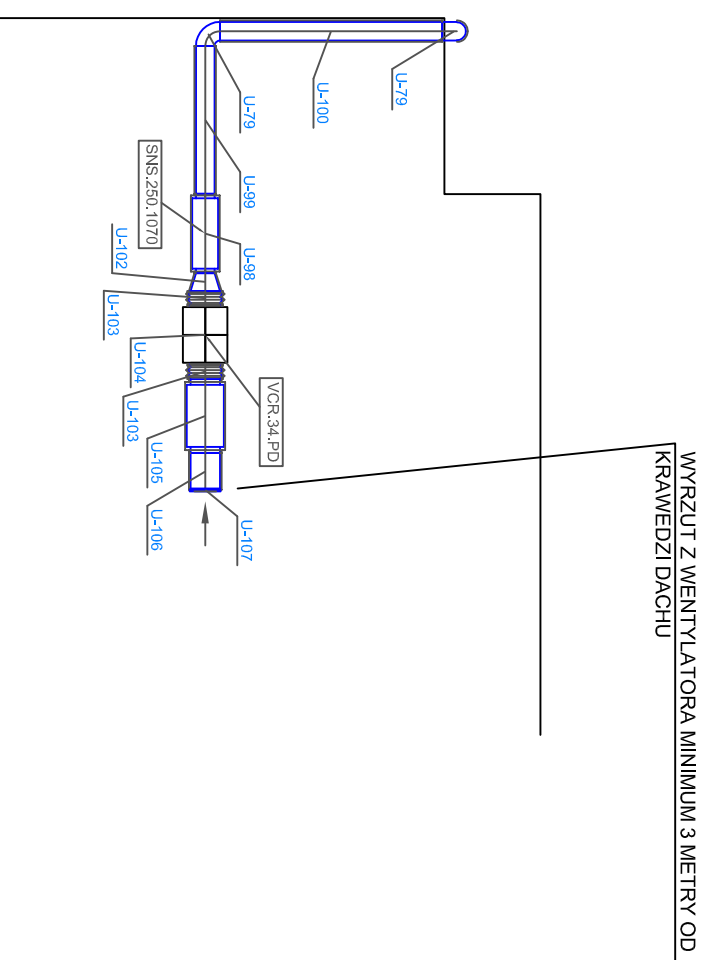 WYRZUT Z WENTYLATORA MINIMUM 3 METRY OD
KRAWEDZI DACHU
U-79
U-100
U-79
U-99
U-98
SNS.250.1070
U-102
U-103
U-104
VCR.34.PD
U-103
U-105
U-106
U-107